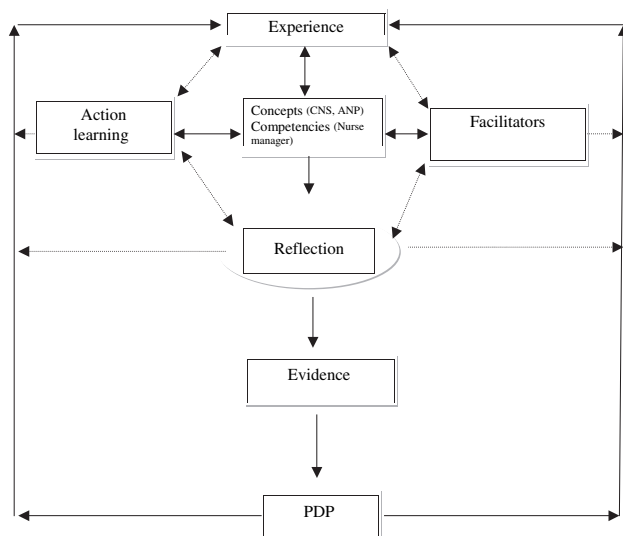 Experience
Action
learning
Concepts (CNS, ANP)
Competencies (Nurse
manager)
Facilitators
Reflection
Evidence
PDP